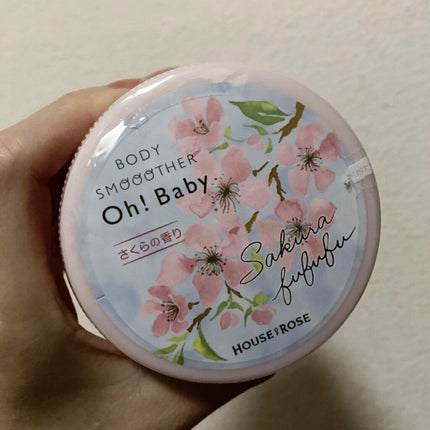 BODY
SMOOOTHER
Oh! Baby
さくらの香り
Sakura
fufufu
HOUSE OF ROSE